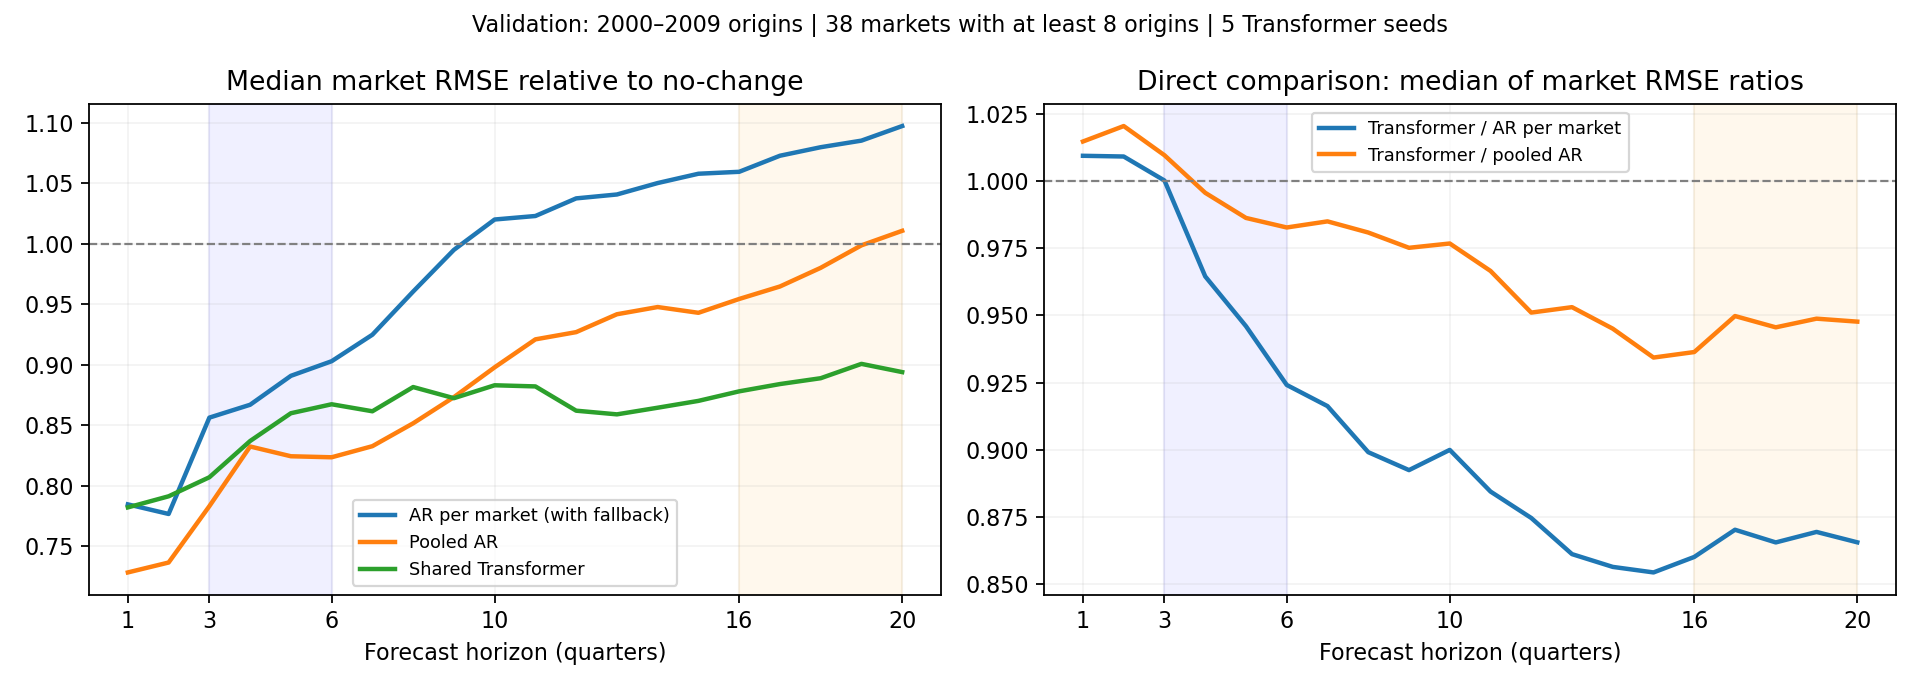 Validation: 2000–2009 origins | 38 markets with at least 8 origins | 5 Transformer seeds
Median market RMSE relative to no-change
1.10
1.05
1.00
0.95
0.90
0.85
0.80
0.75
AR per market (with fallback)
Pooled AR
Shared Transformer
1 3 6 10 16 20
Forecast horizon (quarters)
Direct comparison: median of market RMSE ratios
1.025
1.000
0.975
0.950
0.925
0.900
0.875
0.850
Transformer / AR per market
Transformer / pooled AR
1 3 6 10 16 20
Forecast horizon (quarters)